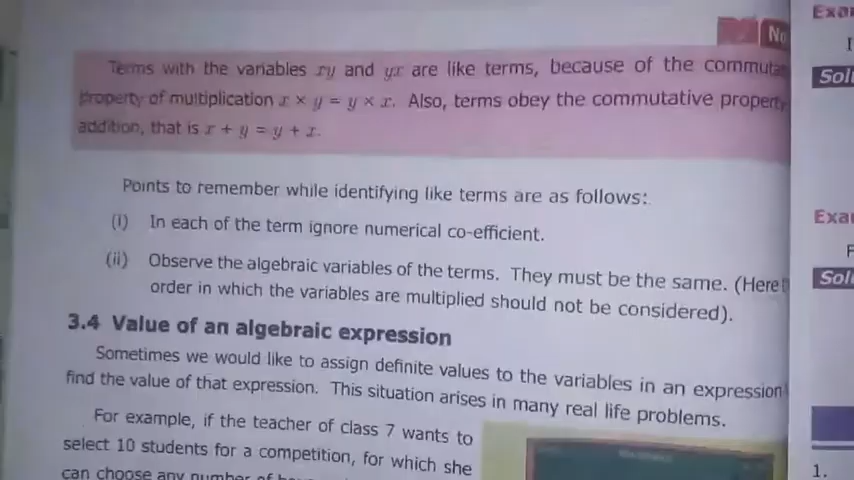 No
Terms with the variables xy and yx are like terms, because of the
property of multiplication x × y = y × x. Also, terms obey the commutative property
addition, that is x + y = y + x.
Points to remember while identifying like terms are as follows:
(i) In each of the term ignore numerical co-efficient.
(ii) Observe the algebraic variables of the terms. They must be the same. (Here
order in which the variables are multiplied should not be considered).
3.4 Value of an algebraic expression
Sometimes we would like to assign definite values to the variables in an expression
find the value of that expression. This situation arises in many real life problems.
For example, if the teacher of class 7 wants to
select 10 students for a competition, for which she
can choose any number of
Exa
I
Sol
Exa
F
Sol
1.